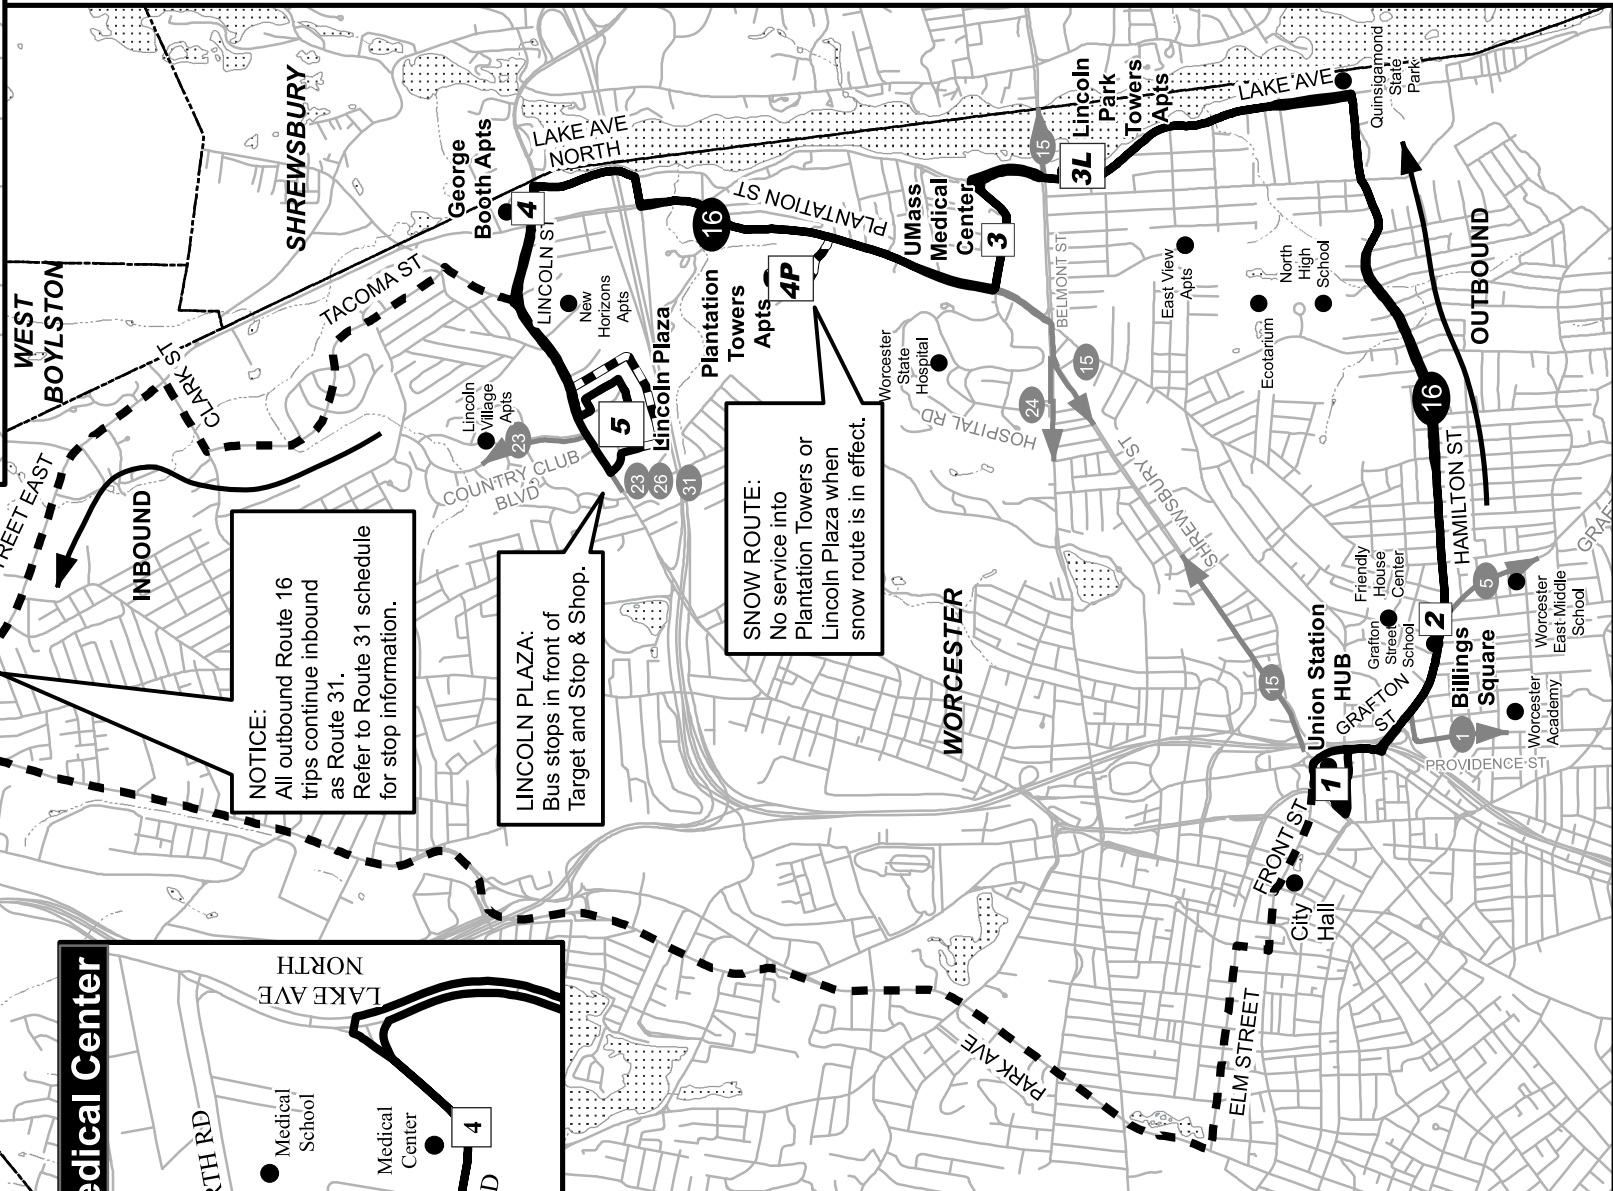 WEST
BOYLSTON
SHREWSBURY
George
Booth Apts
LAKE AVE
NORTH
4
LINCOLN ST
TACOMA ST
CLARK ST
INBOUND
Lincoln
Village
Apts
23
COUNTRY CLUB
BLVD
New
Horizons
Apts
5
Lincoln Plaza
23
26
31
16
PLANTATION ST
Plantation
Towers
Apts
4P
UMass
Medical
Center
3
15
3L
Lincoln
Park
Towers
Apts
LAKE AVE
Quinsigamond
State
Park
BELMONT ST
East View
Apts
North
High
School
Ecotarium
OUTBOUND
16
HAMILTON ST
Worcester
State
Hospital
HOSPITAL RD
24
15
SHREWSBURY ST
NOTICE:
All outbound Route 16
trips continue inbound
as Route 31.
Refer to Route 31 schedule
for stop information.
LINCOLN PLAZA:
Bus stops in front of
Target and Stop & Shop.
SNOW ROUTE:
No service into
Plantation Towers or
Lincoln Plaza when
snow route is in effect.
WORCESTER
15
Union Station
HUB
1
GRAFTON
ST
Grafton
Street
School
Friendly
House
Center
2
Billings
Square
5
Worcester
East Middle
School
Worcester
Academy
1
PROVIDENCE ST
FRONT ST
City
Hall
ELM STREET
PARK AVE
edical Center
LAKE AVE
NORTH
Medical
School
Medical
Center
4